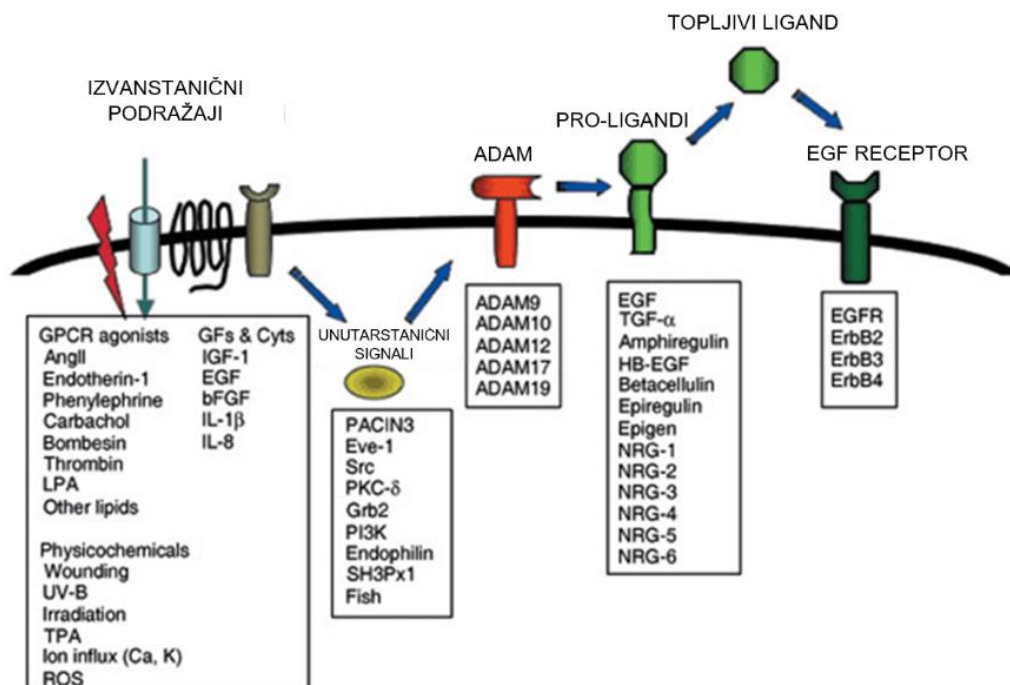 IZVANSTANIČNI
PODRAŽAJI
GPCR agonists
AngII
Endotherin-1
Phenylephrine
Carbachol
Bombesin
Thrombin
LPA
Other lipids
Physicochemicals
Wounding
UV-B
Irradiation
TPA
Ion influx (Ca, K)
ROS
GFs & Cyts
IGF-1
EGF
bFGF
IL-1β
IL-8
UNUTARSTANIČNI
SIGNALI
PACIN3
Eve-1
Src
PKC-δ
Grb2
PI3K
Endophilin
SH3Px1
Fish
ADAM
ADAM9
ADAM10
ADAM12
ADAM17
ADAM19
PRO-LIGANDI
EGF
TGF-α
Amphiregulin
HB-EGF
Betacellulin
Epiregulin
Epigen
NRG-1
NRG-2
NRG-3
NRG-4
NRG-5
NRG-6
TOPLJIVI LIGAND
EGF RECEPTOR
EGFR
ErbB2
ErbB3
ErbB4